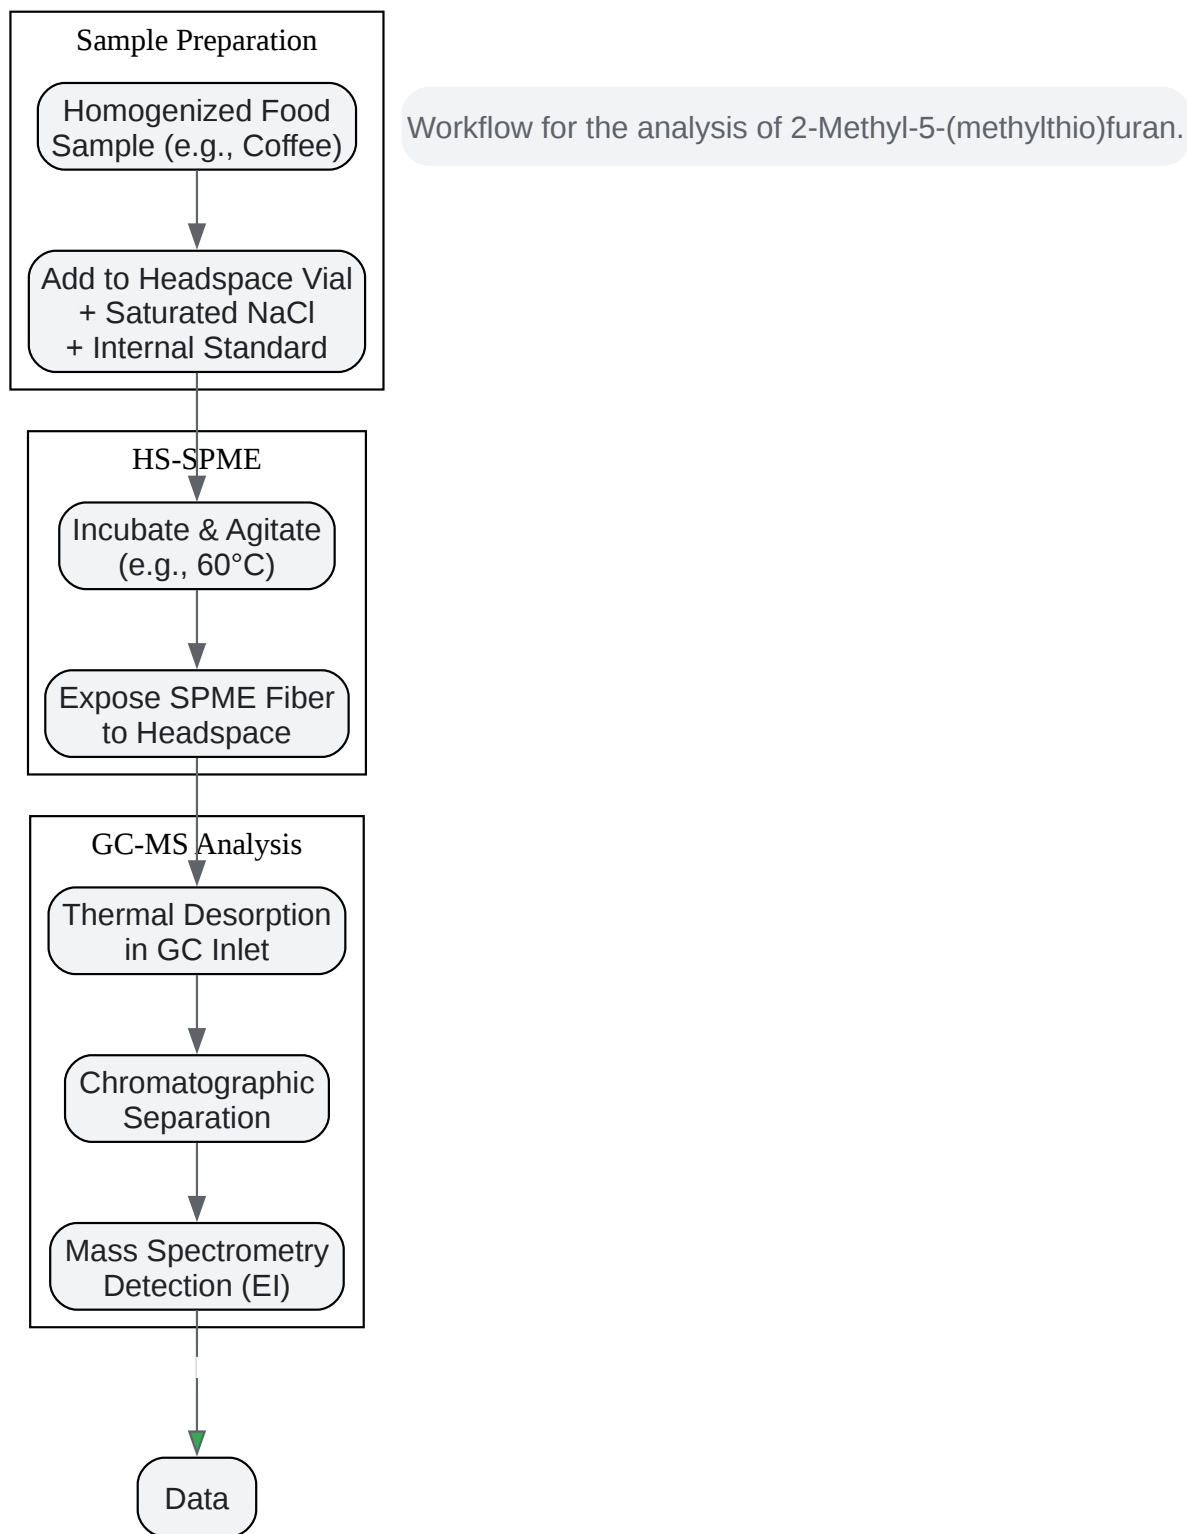 Sample Preparation
Homogenized Food
Sample (e.g., Coffee)
Workflow for the analysis of 2-Methyl-5-(methylthio)furan.
Add to Headspace Vial
+ Saturated NaCl
+ Internal Standard
HS-SPME
Incubate & Agitate
(e.g., 60°C)
Expose SPME Fiber
to Headspace
GC-MS Analysis
Thermal Desorption
in GC Inlet
Chromatographic
Separation
Mass Spectrometry
Detection (EI)
Data